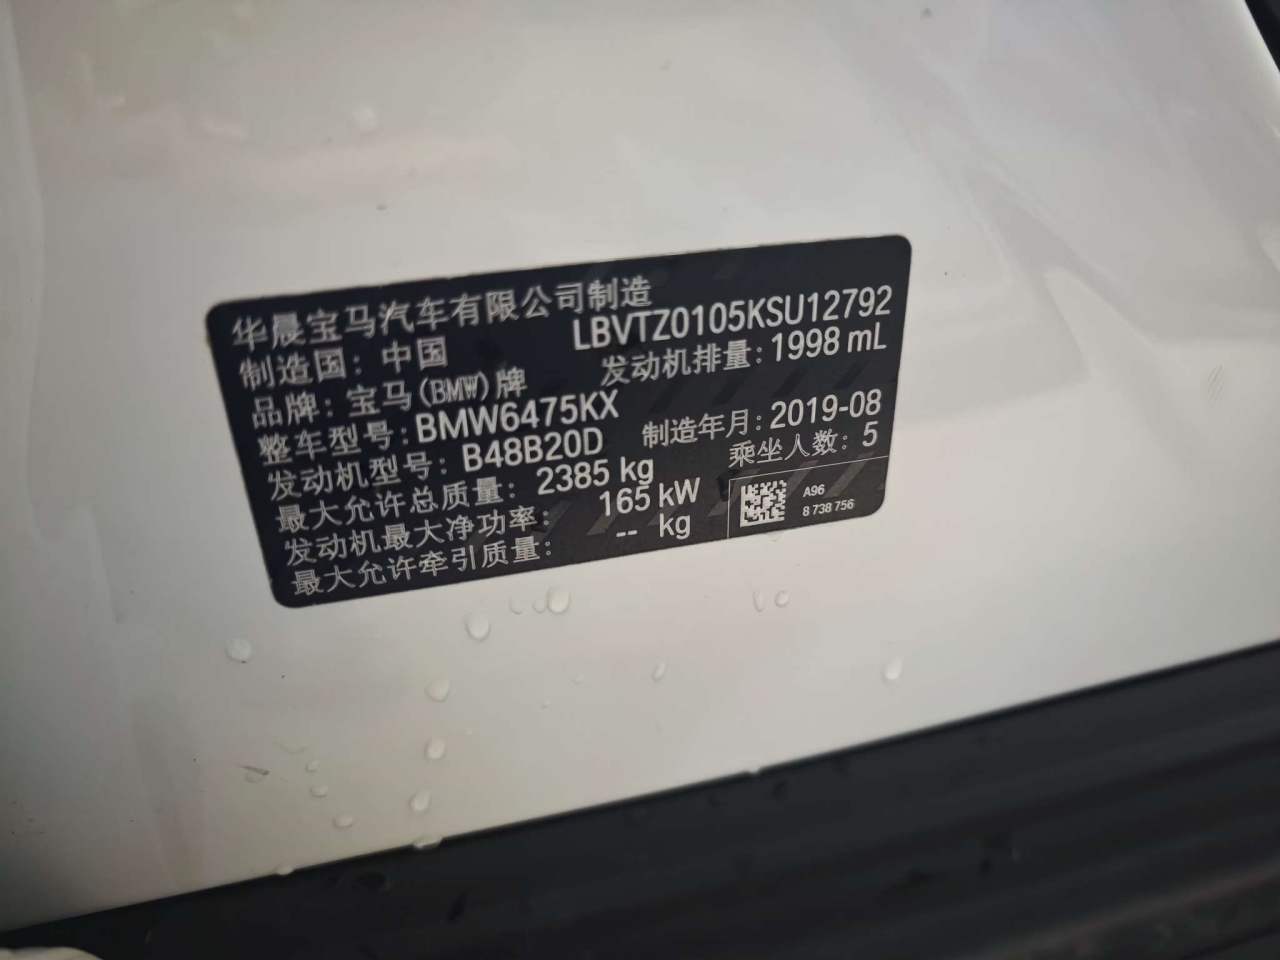 华晨宝马汽车有限公司制造
制造国：中国 LBVTZ0105KSU12792
品牌：宝马(BMW)牌 发动机排量：1998 mL
整车型号：BMW6475KX
发动机型号：B48B20D 制造年月：2019-08
最大允许总质量：2385 kg 乘坐人数：5
发动机最大净功率：165 kW
最大允许牵引质量：-- kg
A96
8 738 756